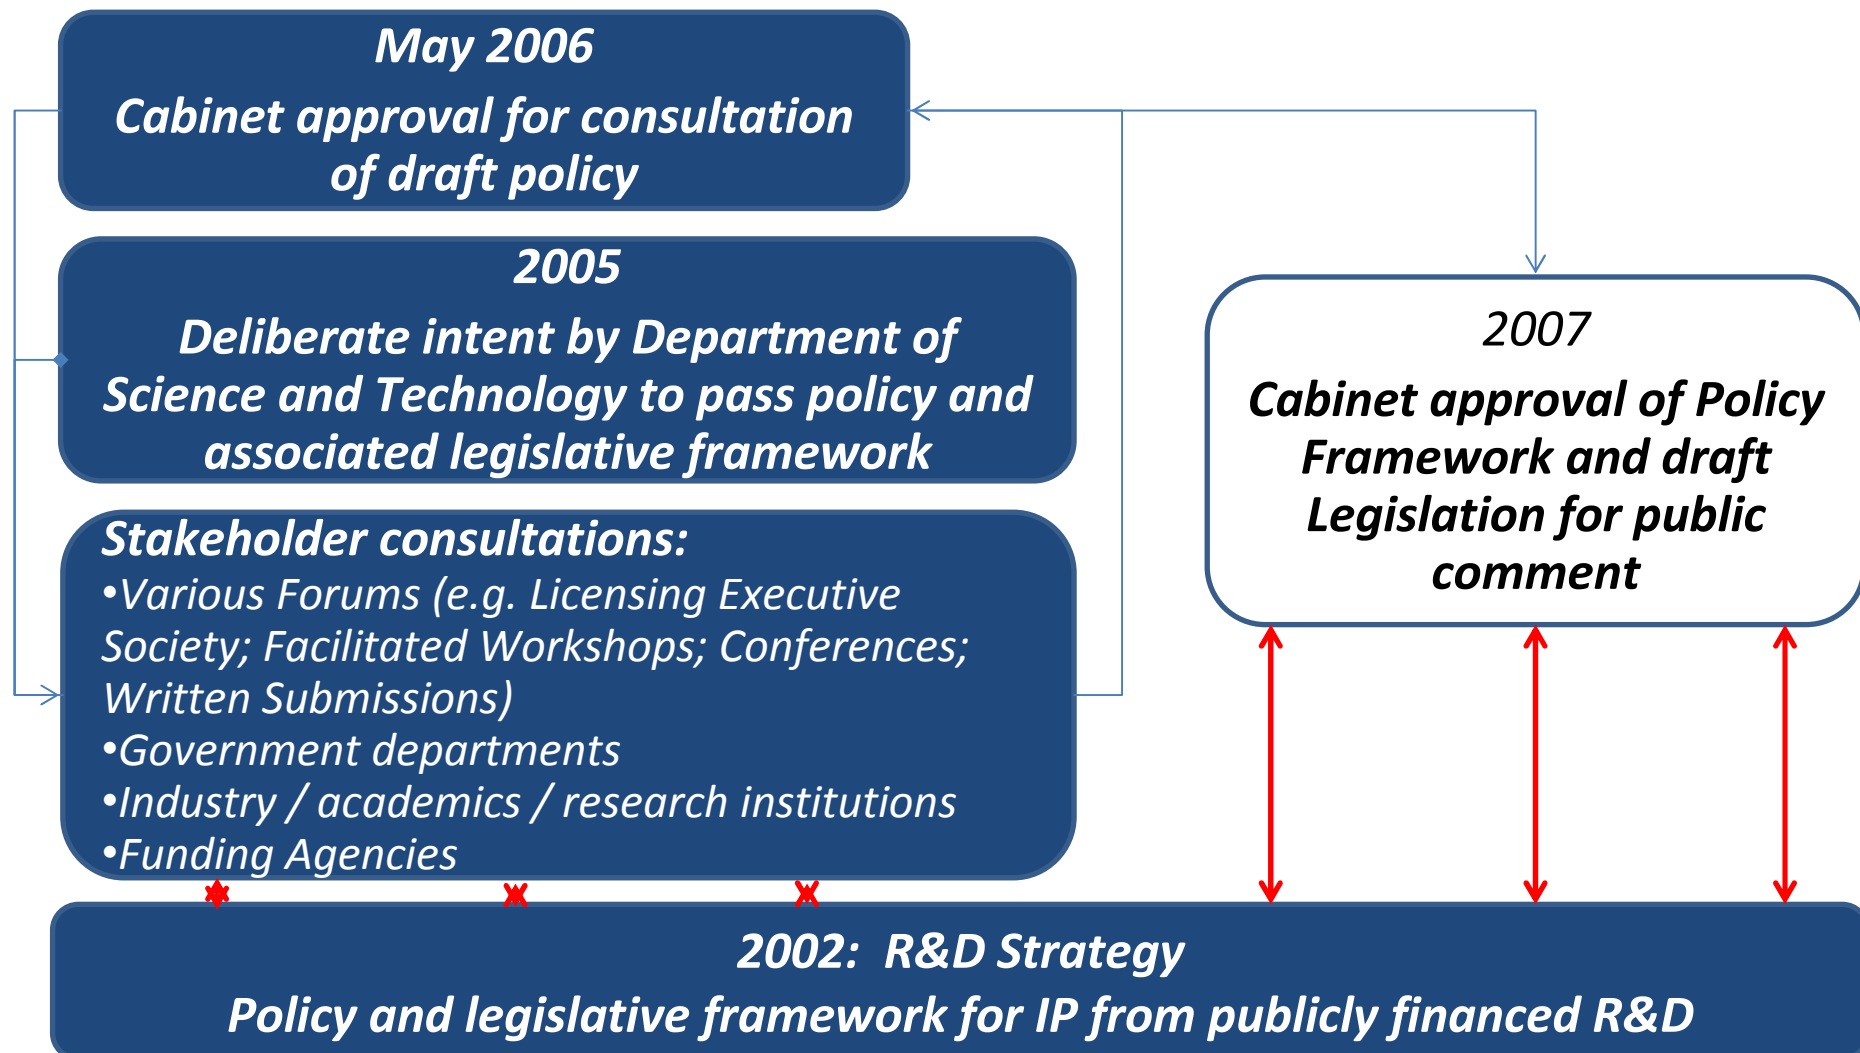 May 2006
Cabinet approval for consultation
of draft policy
2005
Deliberate intent by Department of
Science and Technology to pass policy and
associated legislative framework
Stakeholder consultations:
•Various Forums (e.g. Licensing Executive
Society; Facilitated Workshops; Conferences;
Written Submissions)
•Government departments
•Industry / academics / research institutions
•Funding Agencies
2007
Cabinet approval of Policy
Framework and draft
Legislation for public
comment
2002:  R&D Strategy
Policy and legislative framework for IP from publicly financed R&D